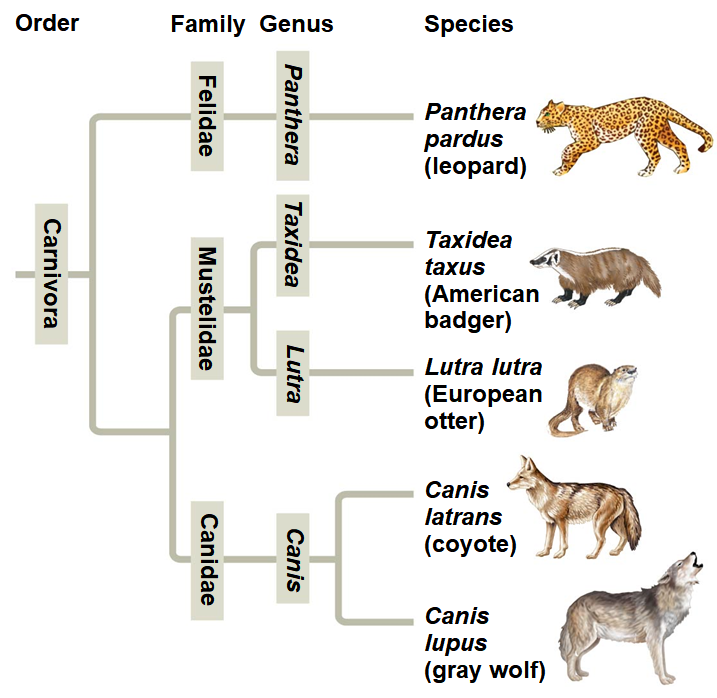 Order Family Genus Species
Carnivora
Felidae
Panthera
Panthera
pardus
(leopard)
Mustelidae
Taxidea
Taxidea
taxus
(American
badger)
Lutra
Lutra lutra
(European
otter)
Canidae
Canis
Canis
latrans
(coyote)
Canis
lupus
(gray wolf)